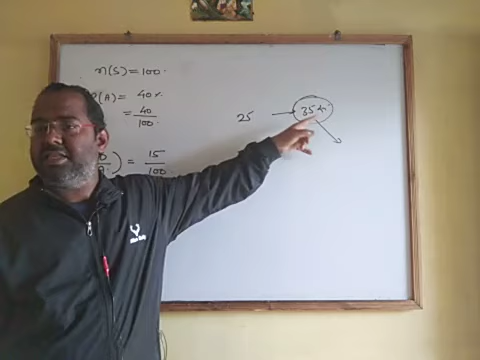 n(S) = 100.
P(A) = 40%
= 40/100
= 15/100
25
35%